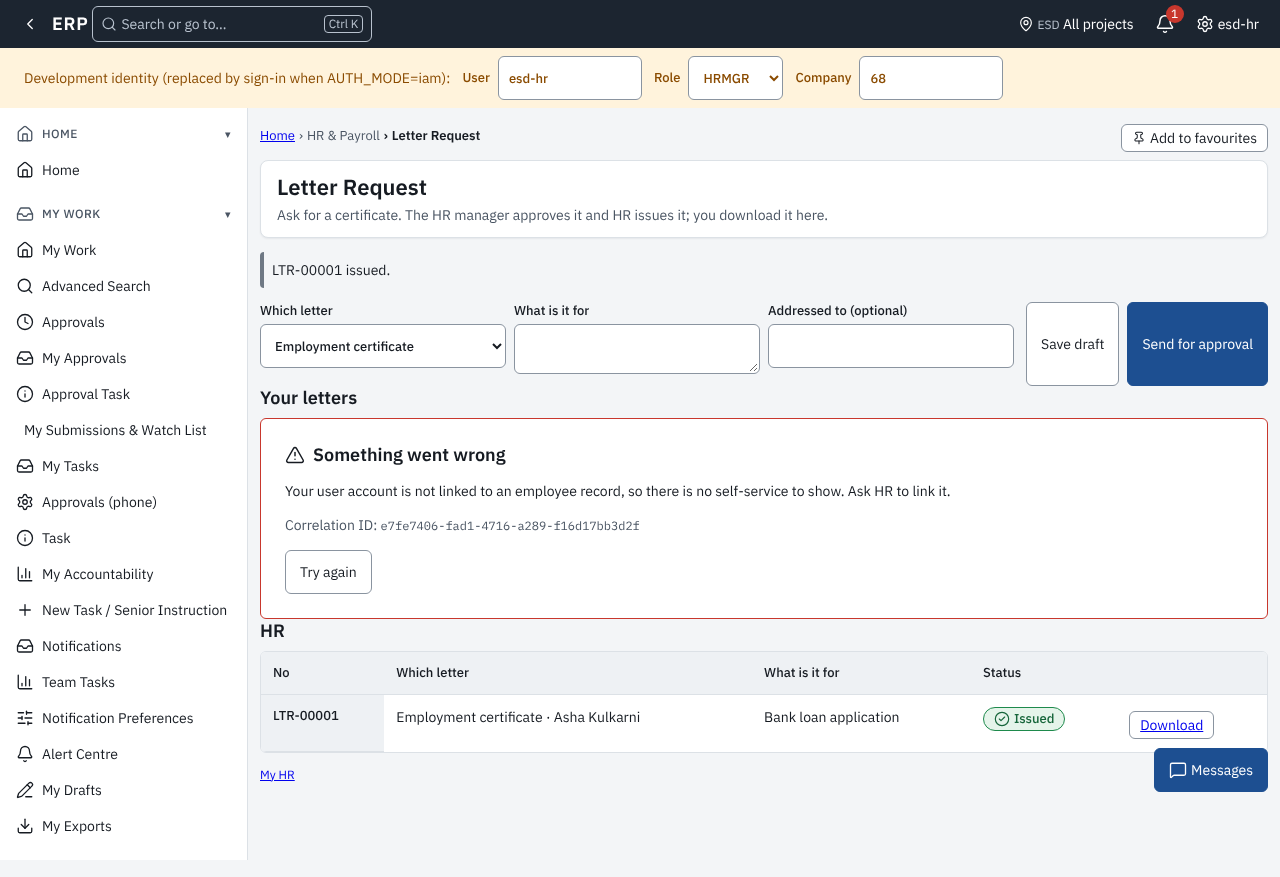 ERP
Search or go to...
Ctrl K
ESD All projects
1
esd-hr
Development identity (replaced by sign-in when AUTH_MODE=iam):
User
esd-hr
Role
HRMGR
Company
68
HOME
Home
MY WORK
My Work
Advanced Search
Approvals
My Approvals
Approval Task
My Submissions & Watch List
My Tasks
Approvals (phone)
Task
My Accountability
New Task / Senior Instruction
Notifications
Team Tasks
Notification Preferences
Alert Centre
My Drafts
My Exports
Home › HR & Payroll › Letter Request
Add to favourites
Letter Request
Ask for a certificate. The HR manager approves it and HR issues it; you download it here.
LTR-00001 issued.
Which letter
Employment certificate
What is it for
Addressed to (optional)
Save draft
Send for approval
Your letters
Something went wrong
Your user account is not linked to an employee record, so there is no self-service to show. Ask HR to link it.
Correlation ID: e7fe7406-fad1-4716-a289-f16d17bb3d2f
Try again
HR
No Which letter What is it for Status
LTR-00001 Employment certificate · Asha Kulkarni Bank loan application Issued Download
My HR
Messages